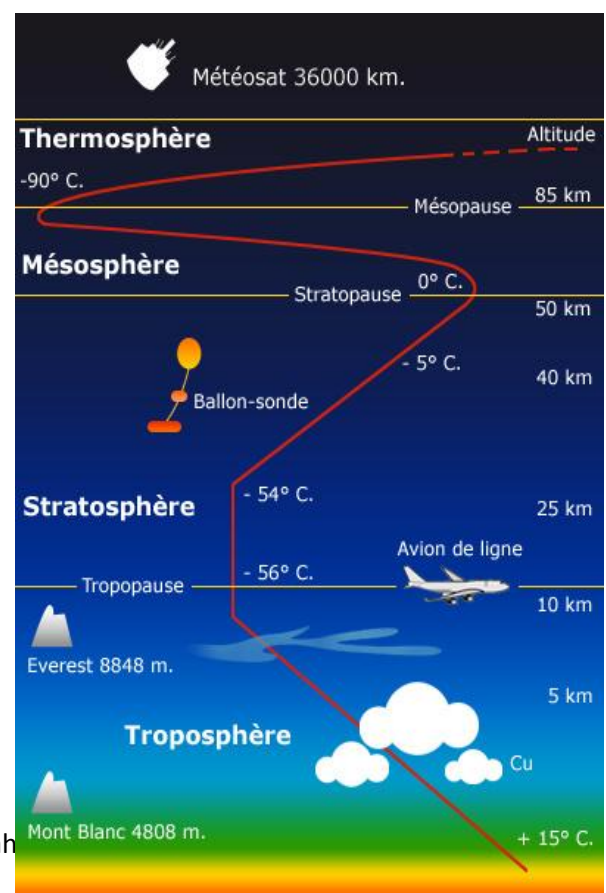 Météosat 36000 km.
Thermosphère
Altitude
-90° C.
85 km
Mésopause
Mésosphère
0° C.
Stratopause
50 km
- 5° C.
40 km
Ballon-sonde
- 54° C.
Stratosphère
25 km
Avion de ligne
- 56° C.
Tropopause
10 km
Everest 8848 m.
5 km
Troposphère
Cu
Mont Blanc 4808 m.
+ 15° C.